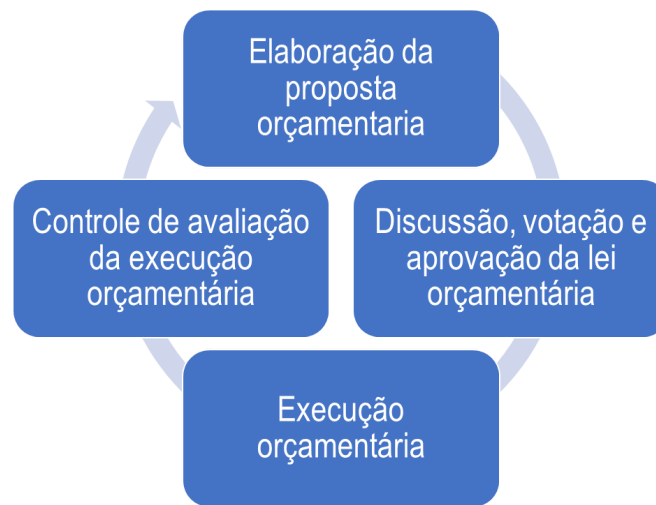 Elaboração da
proposta
orçamentaria
Controle de avaliação
da execução
orçamentária
Discussão, votação e
aprovação da lei
orçamentária
Execução
orçamentária